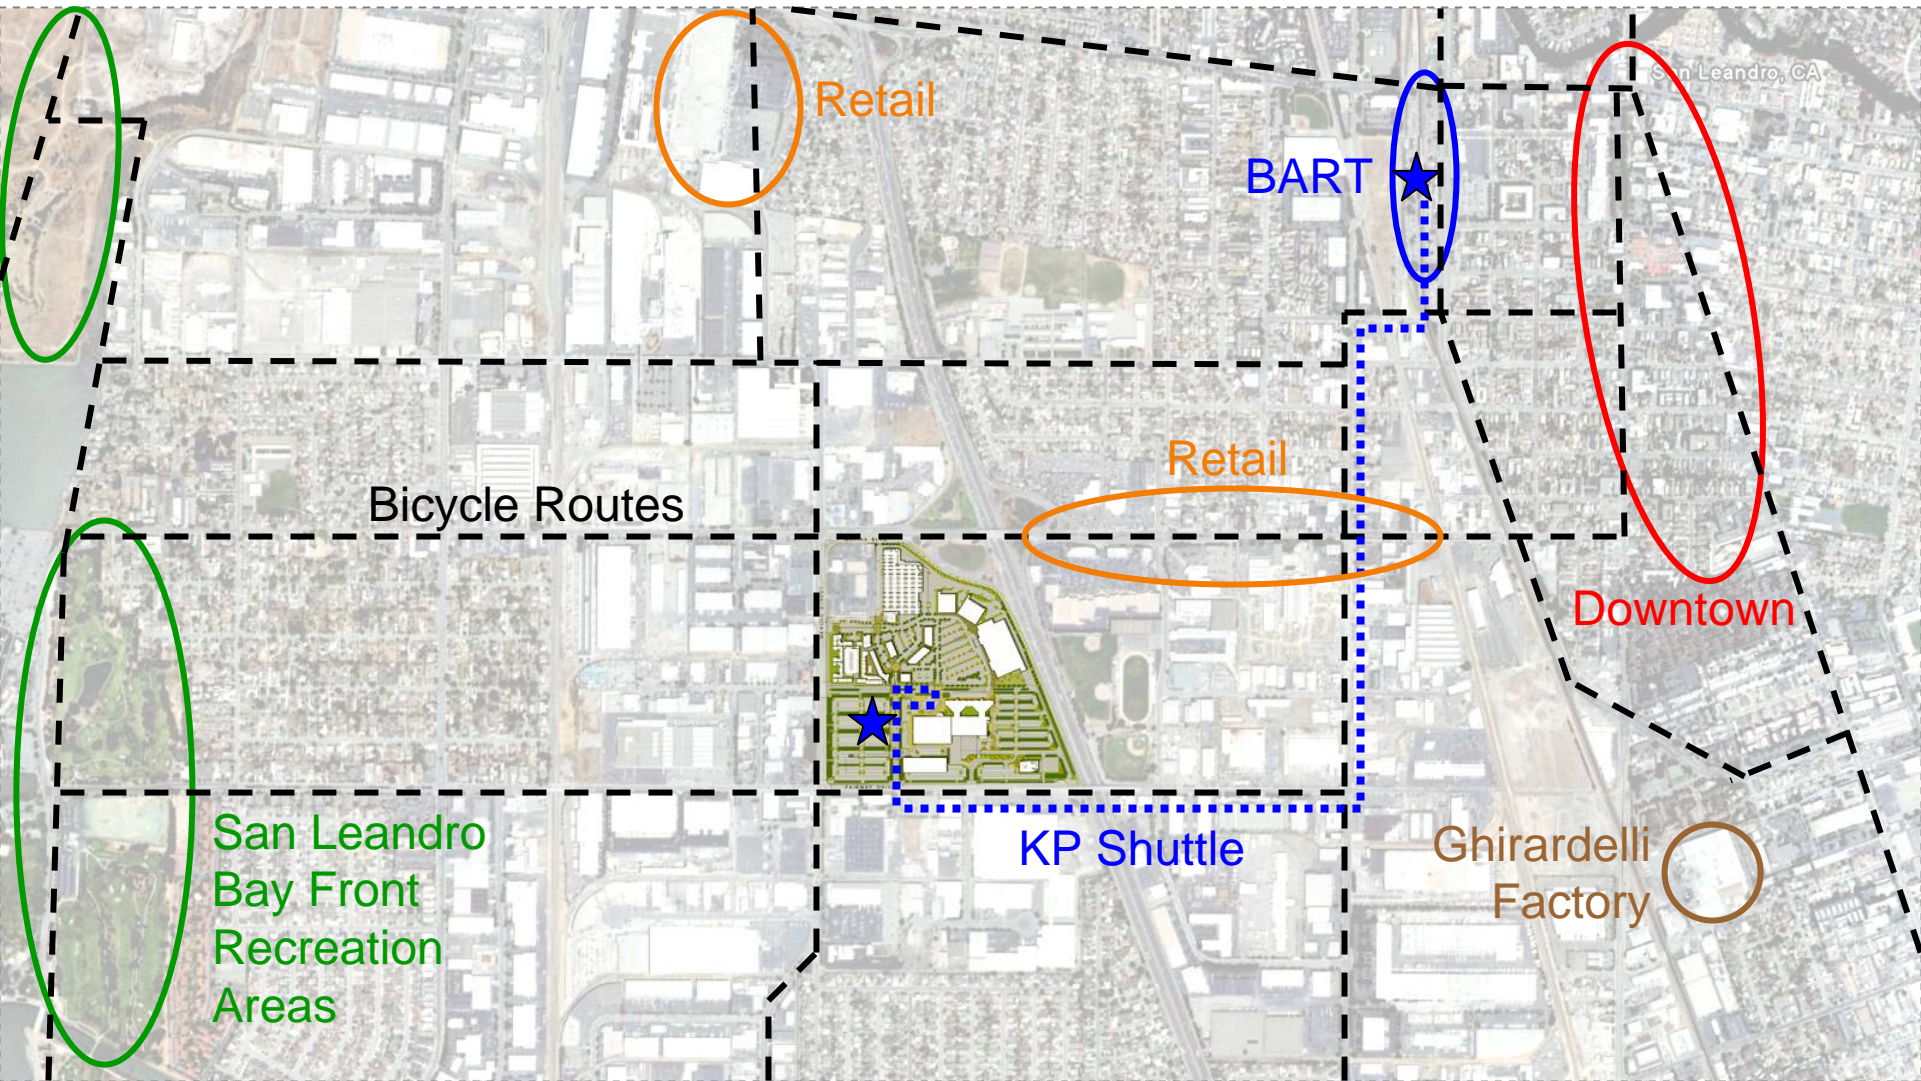 San Leandro, CA
Retail
BART
Retail
Bicycle Routes
Downtown
KP Shuttle
San Leandro
Bay Front
Recreation
Areas
Ghirardelli
Factory